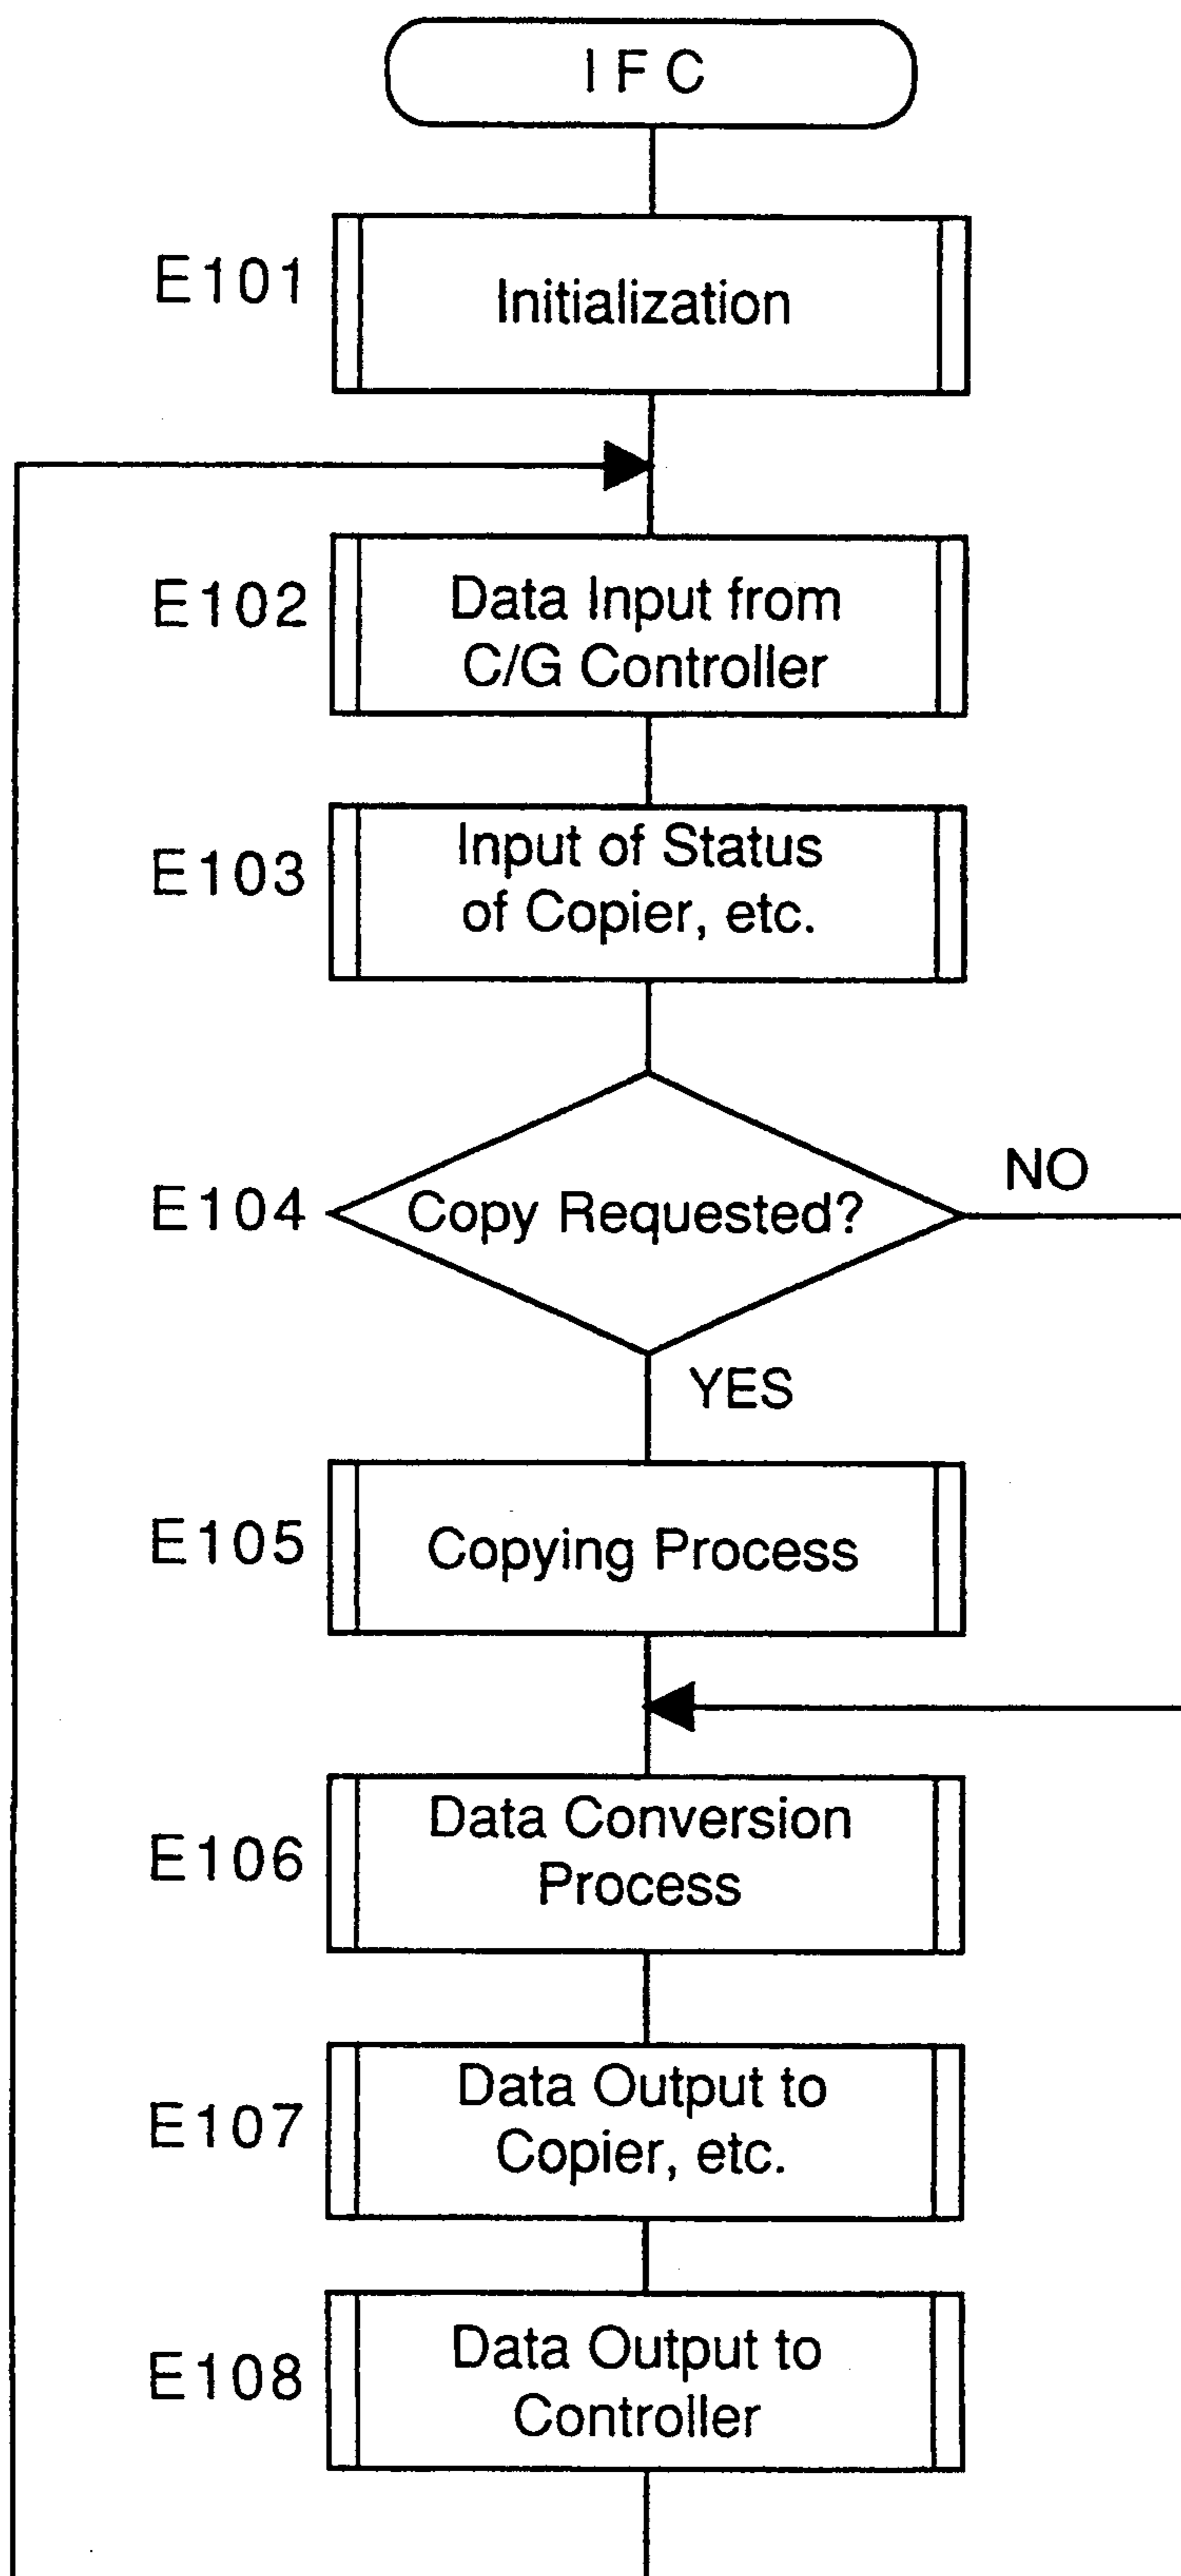 I F C
E101
Initialization
E102
Data Input from
C/G Controller
E103
Input of Status
of Copier, etc.
E104
Copy Requested?
NO
YES
E105
Copying Process
E106
Data Conversion
Process
E107
Data Output to
Copier, etc.
E108
Data Output to
Controller